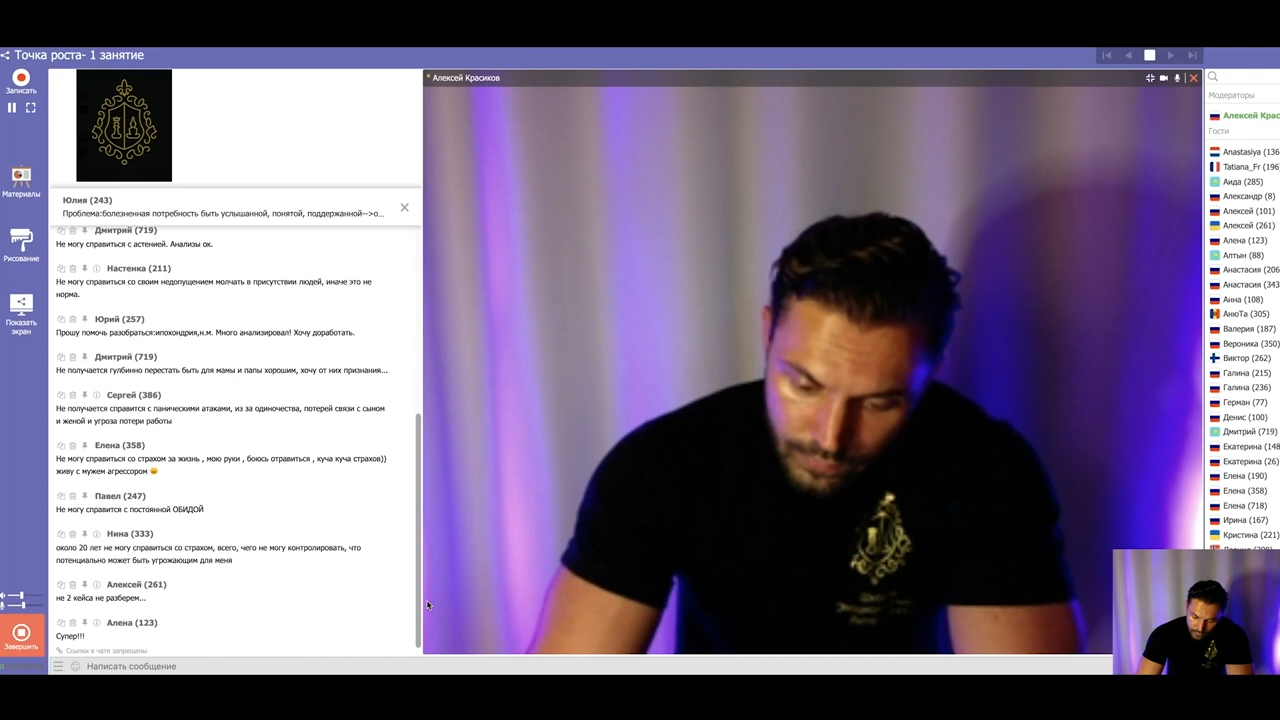 Точка роста- 1 занятие
Записать
Материалы
Рисование
Показать
экран
Завершить
Юлия (243)
Проблема:болезненная потребность быть услышанной, понятой, поддержанной-->о...
Дмитрий (719)
Не могу справиться с астенией. Анализы ок.
Настенка (211)
Не могу справиться со своим недопущением молчать в присутствии людей, иначе это не
норма.
Юрий (257)
Прошу помочь разобраться:ипохондрия,н.м. Много анализировал! Хочу доработать.
Дмитрий (719)
Не получается гулбинно перестать быть для мамы и папы хорошим, хочу от них признания...
Сергей (386)
Не получается справится с паническими атаками, из за одиночества, потерей связи с сыном
и женой и угроза потери работы
Елена (358)
Не могу справиться со страхом за жизнь , мою руки , боюсь отравиться , куча куча страхов))
живу с мужем агрессором
Павел (247)
Не могу справится с постоянной ОБИДОЙ
Нина (333)
около 20 лет не могу справиться со страхом, всего, чего не могу контролировать, что
потенциально может быть угрожающим для меня
Алексей (261)
не 2 кейса не разберем...
Алена (123)
Супер!!!
Ссылки в чате запрещены
Написать сообщение
Алексей Красиков
Модераторы
Алексей Крас
Гости
Anastasiya (136
Tatiana_Fr (196
Аида (285)
Александр (8)
Алексей (101)
Алексей (261)
Алена (123)
Алтын (88)
Анастасия (206
Анастасия (343
Анна (108)
АнюТа (305)
Валерия (187)
Вероника (350)
Виктор (262)
Галина (215)
Галина (236)
Герман (77)
Денис (100)
Дмитрий (719)
Екатерина (148
Екатерина (26)
Елена (190)
Елена (358)
Елена (718)
Ирина (167)
Кристина (221)